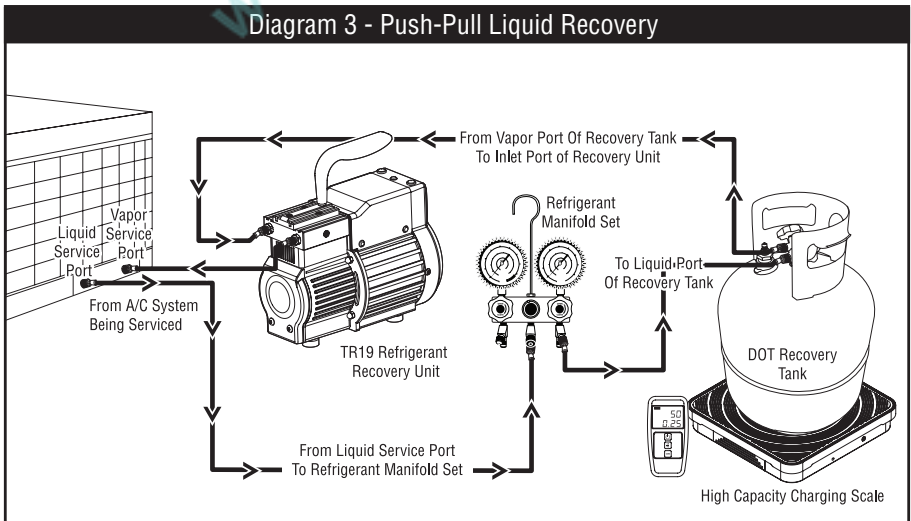 Diagram 3 - Push-Pull Liquid Recovery
From Vapor Port Of Recovery Tank
To Inlet Port of Recovery Unit
Refrigerant
Manifold Set
Vapor
Service
Port
Liquid
Service
Port
To Liquid Port
Of Recovery Tank
From A/C System
Being Serviced
TR19 Refrigerant
Recovery Unit
DOT Recovery
Tank
50
0.25
From Liquid Service Port
To Refrigerant Manifold Set
High Capacity Charging Scale